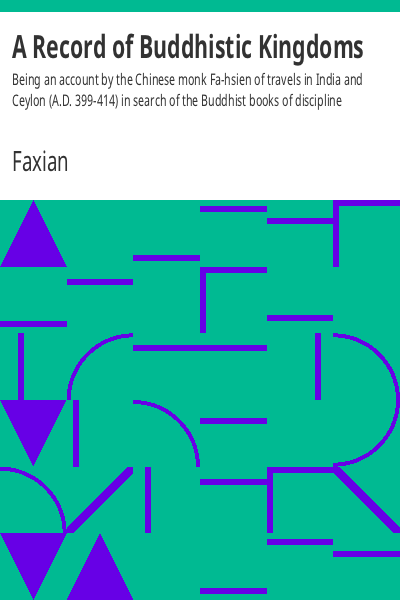 A Record of Buddhistic Kingdoms
Being an account by the Chinese monk Fa-hsien of travels in India and
Ceylon (A.D. 399-414) in search of the Buddhist books of discipline
Faxian